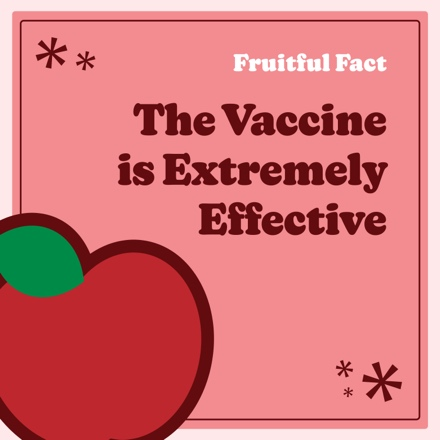 Fruitful Fact
The Vaccine
is Extremely
Effective